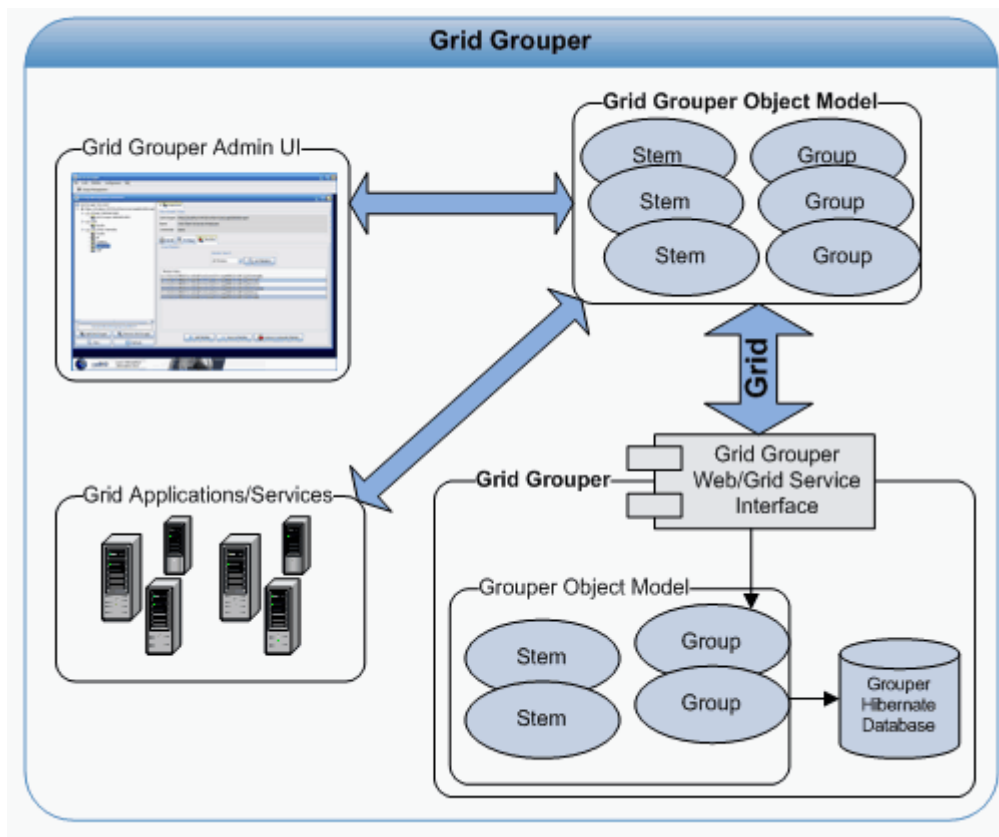 Grid Grouper
Grid Grouper Object Model
Stem
Group
Stem
Group
Stem
Group
Grid Grouper Admin UI
Grid
Grid Applications/Services
Grid Grouper
Grid Grouper
Web/Grid Service
Interface
Grouper Object Model
Stem
Group
Stem
Group
Grouper
Hibernate
Database